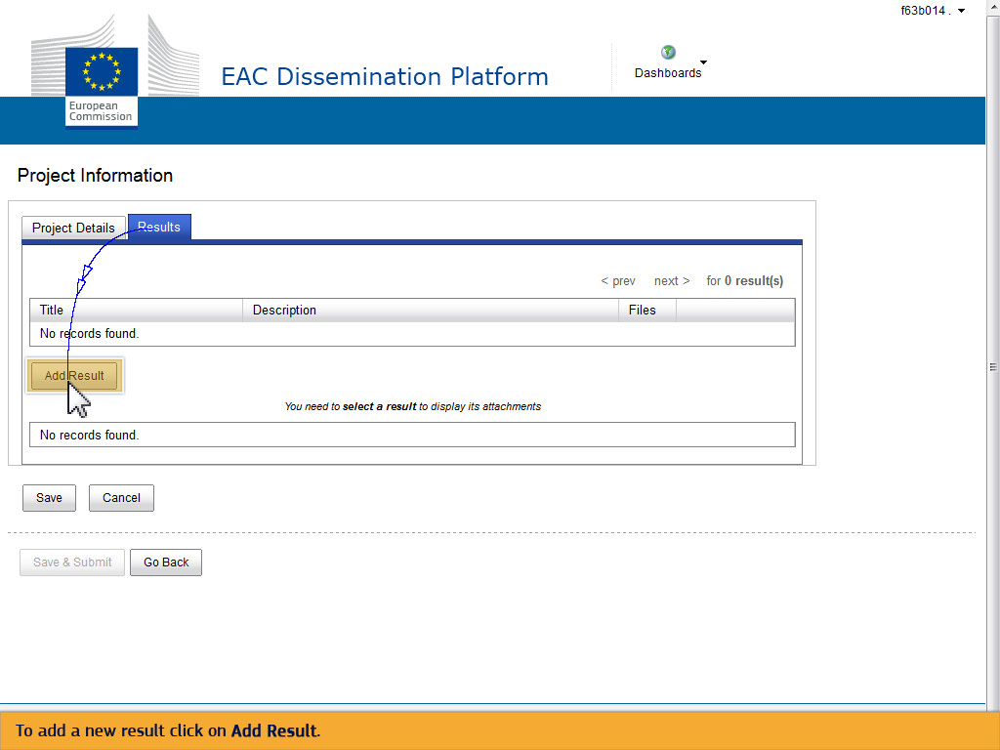 f63b014 .
EAC Dissemination Platform
Dashboards
European
Commission
Project Information
Project Details Results
< prev next > for 0 result(s)
Title Description Files
No records found.
Add Result
You need to select a result to display its attachments
No records found.
Save Cancel
Save & Submit Go Back
To add a new result click on Add Result.